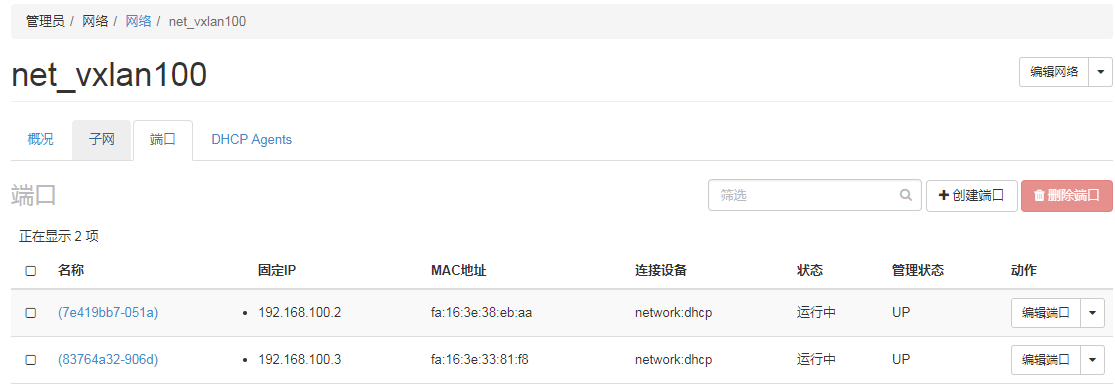 管理员 / 网络 / 网络 / net_vxlan100
net_vxlan100
编辑网络
概况 子网 端口 DHCP Agents
端口
筛选 创建端口 删除端口
正在显示 2 项
名称 固定IP MAC地址 连接设备 状态 管理状态 动作
(7e419bb7-051a) • 192.168.100.2 fa:16:3e:38:eb:aa network:dhcp 运行中 UP 编辑端口
(83764a32-906d) • 192.168.100.3 fa:16:3e:33:81:f8 network:dhcp 运行中 UP 编辑端口